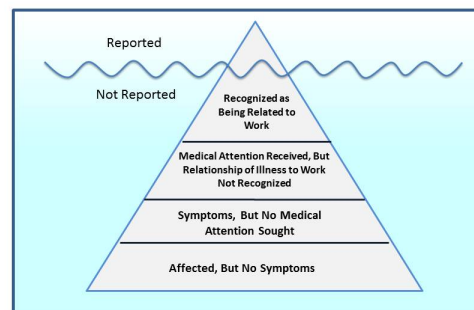 Reported
Not Reported
Recognized as
Being Related to
Work
Medical Attention Received, But
Relationship of Illness to Work
Not Recognized
Symptoms, But No Medical
Attention Sought
Affected, But No Symptoms